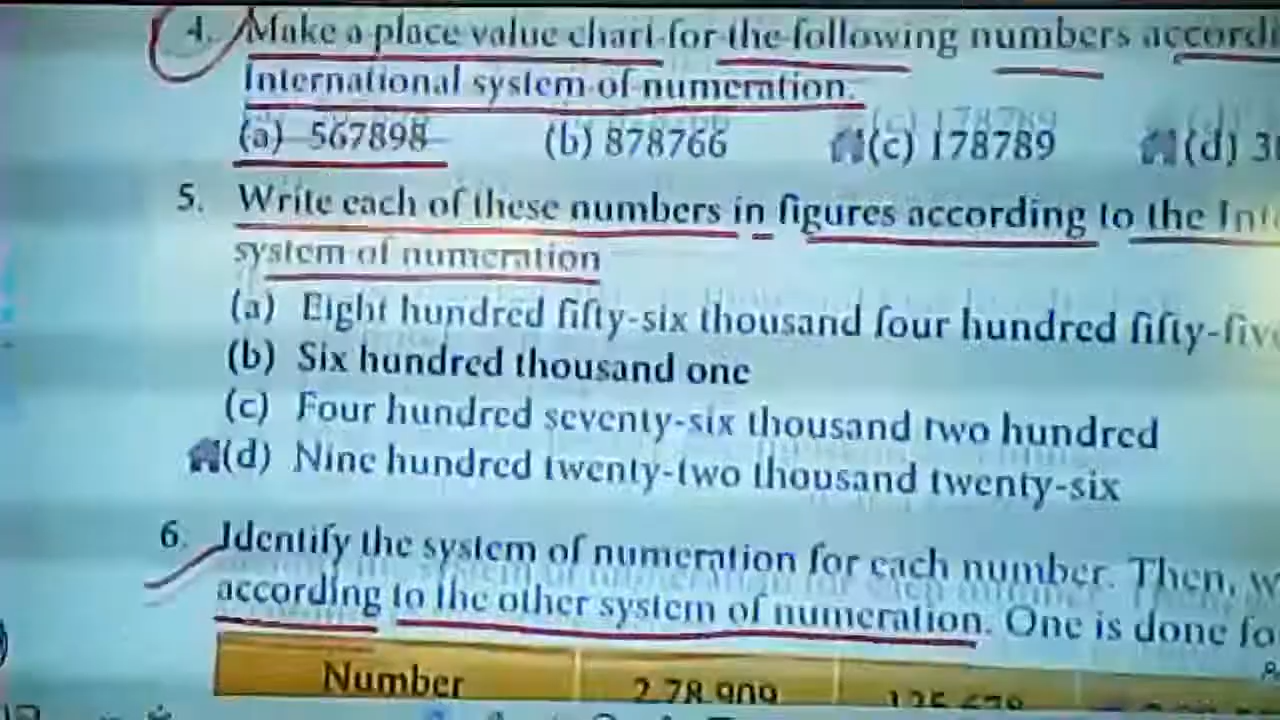 4. Make a place value chart for the following numbers accordi
International system of numeration.
(a) 567898 (b) 878766 (c) 178789 (d) 3
5. Write each of these numbers in figures according to the Int
system of numeration
(a) Eight hundred fifty-six thousand four hundred fifty-fiv
(b) Six hundred thousand one
(c) Four hundred seventy-six thousand two hundred
(d) Nine hundred twenty-two thousand twenty-six
6. Identify the system of numeration for each number. Then, w
according to the other system of numeration. One is done fo
Number 2,78,909 125,678